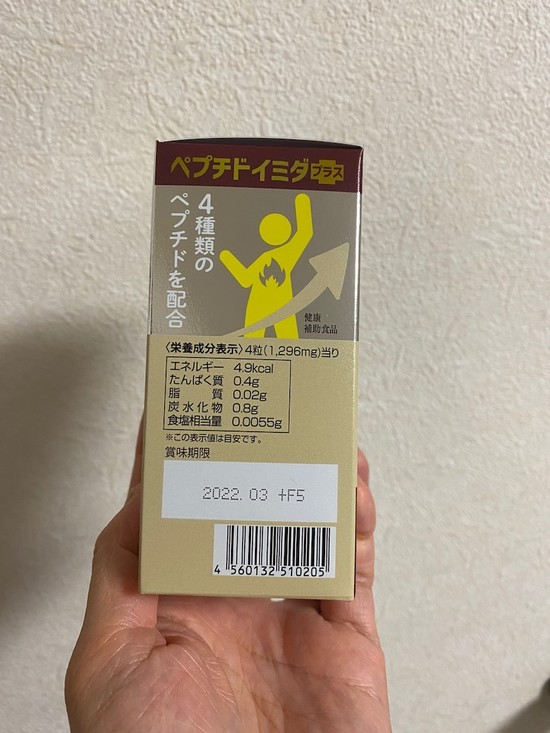 ペプチドイミダプラス
4種類の
ペプチドを配合
健康
補助食品
〈栄養成分表示〉4粒(1,296mg)当り
エネルギー 4.9kcal
たんぱく質 0.4g
脂質 0.02g
炭水化物 0.8g
食塩相当量 0.0055g
※この表示値は目安です。
賞味期限
2022.03 +F5
4 560132 510205